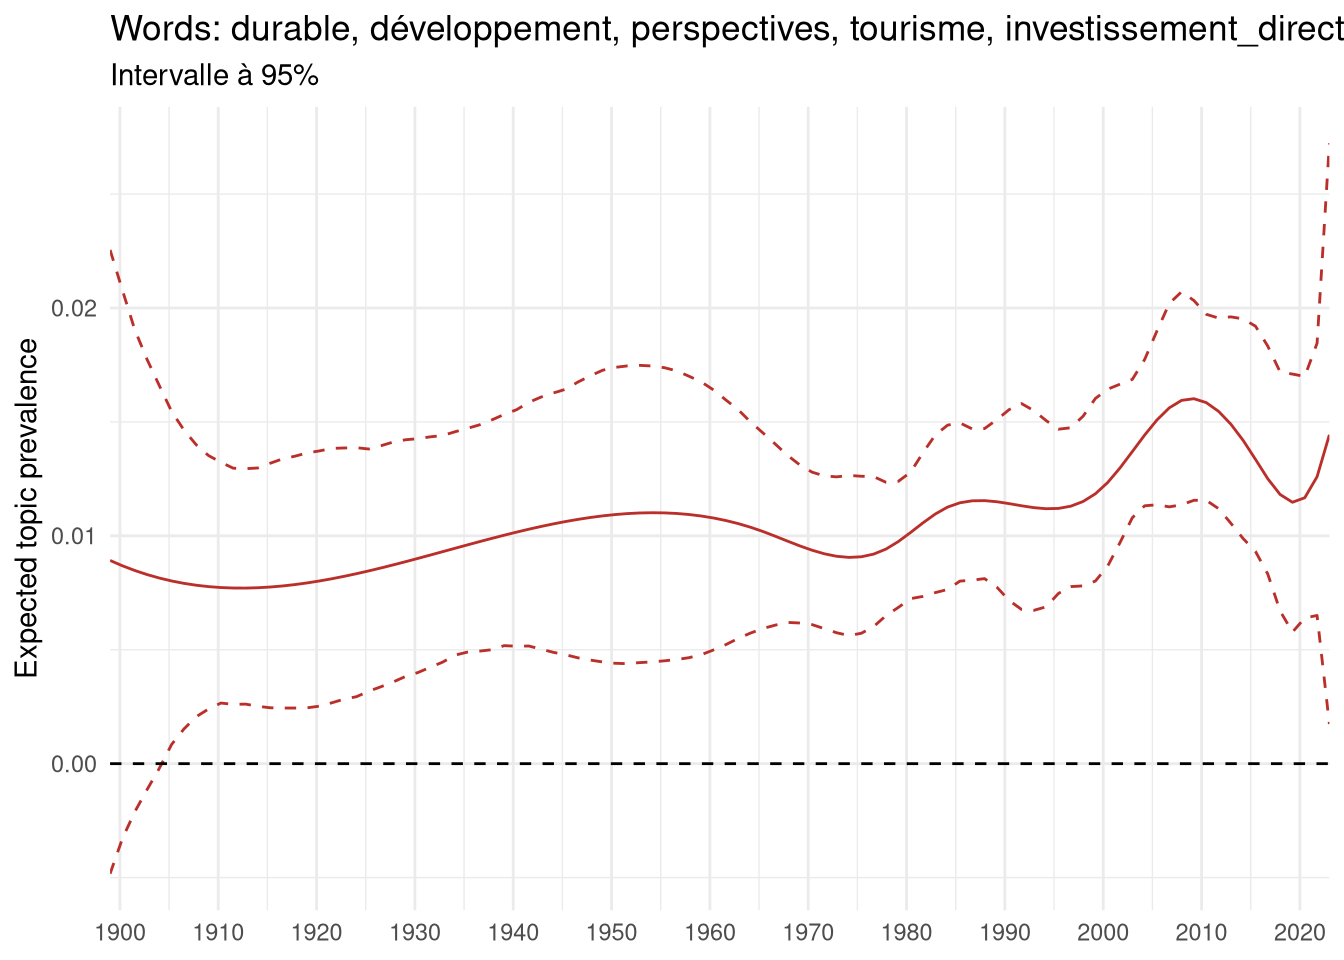 Words: durable, développement, perspectives, tourisme, investissement_direct
Intervalle à 95%
Expected topic prevalence
0.02
0.01
0.00
1900 1910 1920 1930 1940 1950 1960 1970 1980 1990 2000 2010 2020